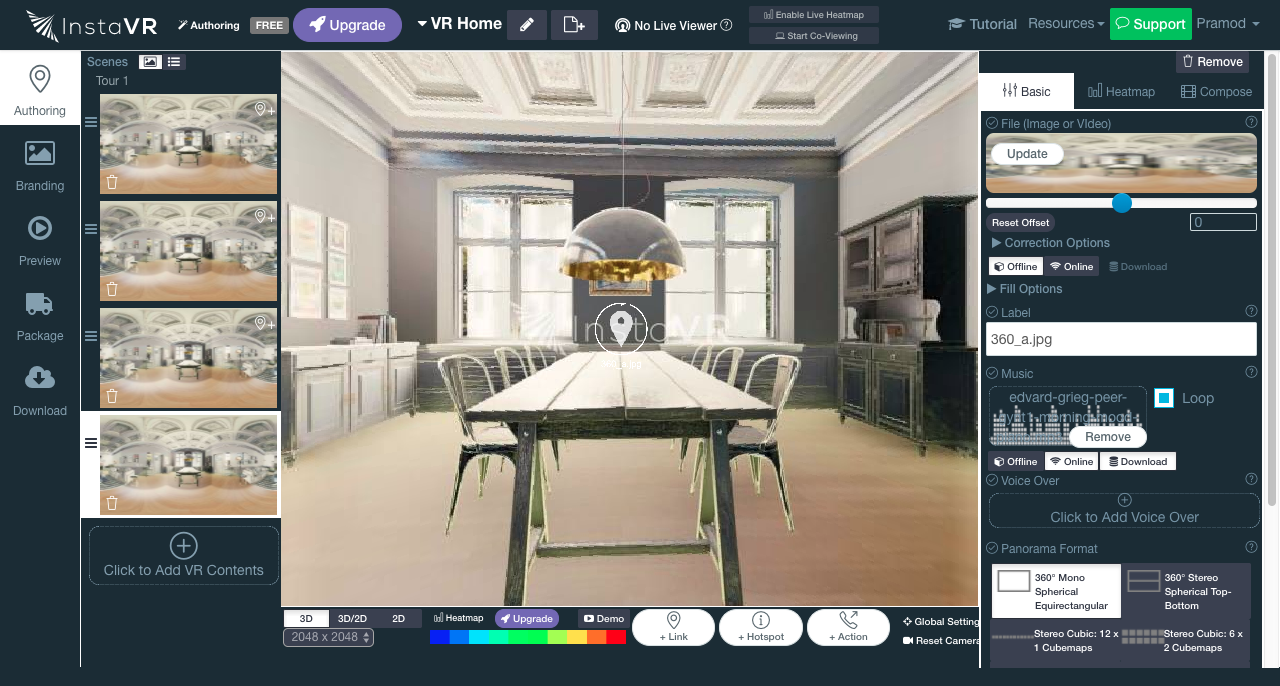 InstaVR
Authoring
FREE
Upgrade
VR Home
No Live Viewer
Enable Live Heatmap
Start Co-Viewing
Tutorial
Resources
Support
Pramod
Authoring
Branding
Preview
Package
Download
Scenes
Tour 1
Click to Add VR Contents
InstaVR
3D
3D/2D
2D
2048 x 2048
Heatmap
Upgrade
Demo
+ Link
+ Hotspot
+ Action
Global Setting
Reset Camera
Remove
Basic
Heatmap
Compose
File (Image or VIdeo)
Update
Reset Offset
0
Correction Options
Offline
Online
Download
Fill Options
Label
360_a.jpg
Music
edvard-grieg-peer-
Remove
Loop
Offline
Online
Download
Voice Over
Click to Add Voice Over
Panorama Format
360° Mono
Spherical
Equirectangular
360° Stereo
Spherical Top-
Bottom
Stereo Cubic: 12 x
1 Cubemaps
Stereo Cubic: 6 x
2 Cubemaps